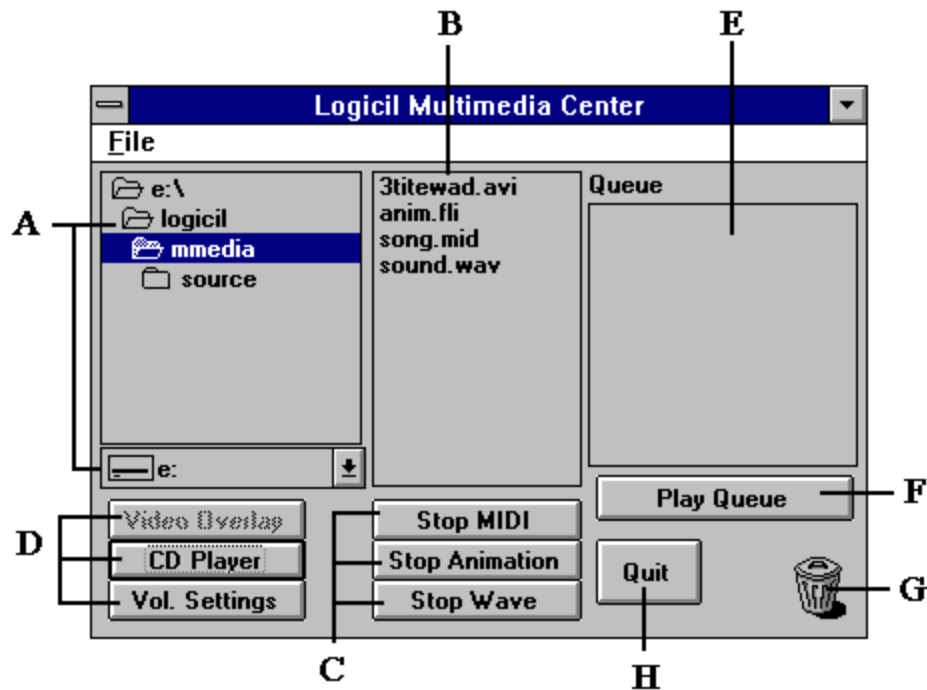 B
E
Logicil Multimedia Center
File
e:\
logicil
mmedia
source
3titewad.avi
anim.fli
song.mid
sound.wav
Queue
A
e:
Play Queue
F
Video Overlay
CD Player
Vol. Settings
D
Stop MIDI
Stop Animation
Stop Wave
Quit
G
C
H